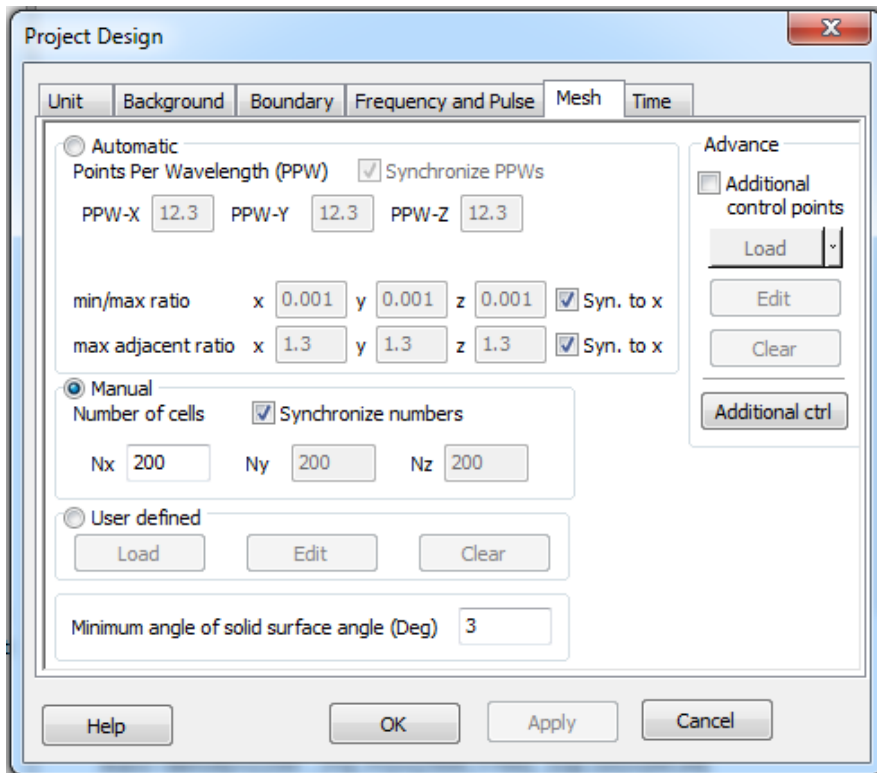 Project Design
Unit Background Boundary Frequency and Pulse Mesh Time
Automatic
Points Per Wavelength (PPW) Synchronize PPWs
PPW-X 12.3 PPW-Y 12.3 PPW-Z 12.3
min/max ratio x 0.001 y 0.001 z 0.001 Syn. to x
max adjacent ratio x 1.3 y 1.3 z 1.3 Syn. to x
Manual
Number of cells Synchronize numbers
Nx 200 Ny 200 Nz 200
User defined
Load Edit Clear
Minimum angle of solid surface angle (Deg) 3
Advance
Additional
control points
Load
Edit
Clear
Additional ctrl
Help OK Apply Cancel